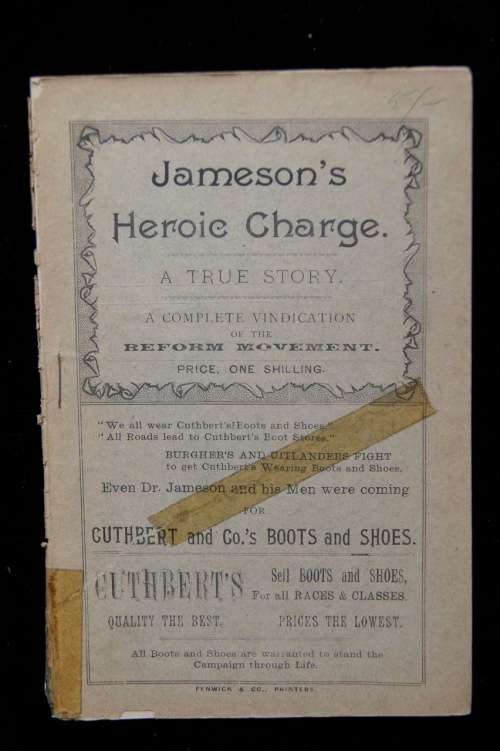 5/-
Jameson's
Heroic Charge.
A TRUE STORY.
A COMPLETE VINDICATION
OF THE
REFORM MOVEMENT.
PRICE, ONE SHILLING.
"We all wear Cuthbert's Boots and Shoes."
"All Roads lead to Cuthbert's Boot Stores."
BURGHER'S AND UITLANDERS FIGHT
to get Cuthbert's Wearing Boots and Shoes.
Even Dr. Jameson and his Men were coming
FOR
CUTHBERT and Co.'s BOOTS and SHOES.
CUTHBERT'S Sell BOOTS and SHOES,
For all RACES & CLASSES.
QUALITY THE BEST. PRICES THE LOWEST.
All Boots and Shoes are warranted to stand the
Campaign through Life.
FENWICK & CO., PRINTERS.